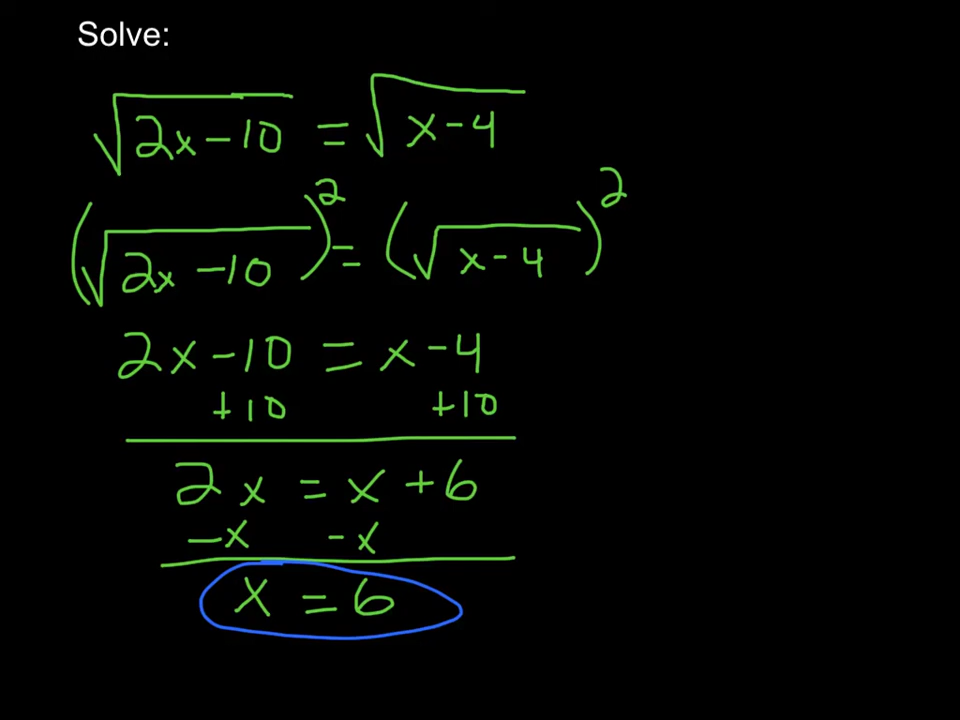 Solve:
√(2x-10) = √(x-4)
(√(2x-10))² = (√(x-4))²
2x-10 = x-4
+10 +10
2x = x+6
-x -x
x = 6